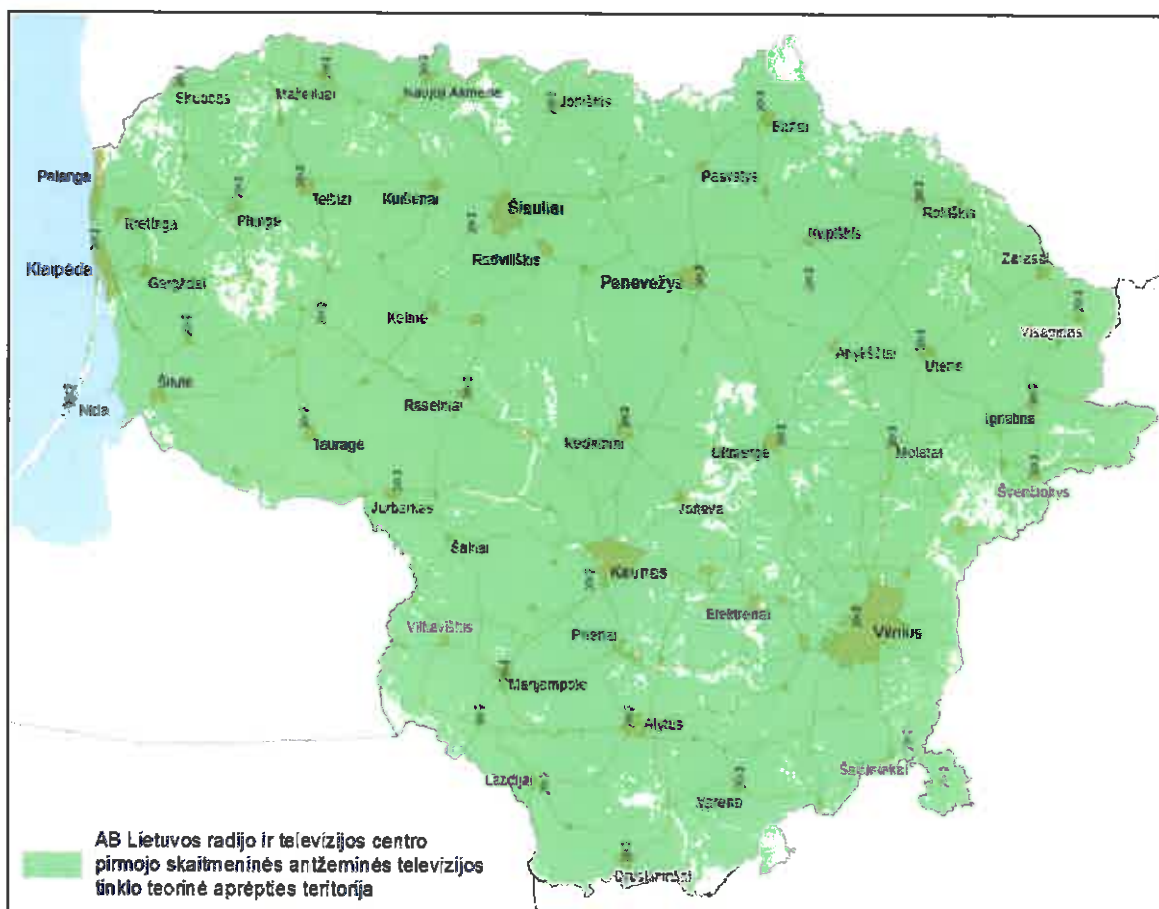 Skuodas
Mažeikiai
Naujoji Akmenė
Joniškis
Biržai
Palanga
Kretinga
Plungė
Telšiai
Kuršėnai
Šiauliai
Pasvalys
Rokiškis
Radviliškis
Kupiškis
Zarasai
Klaipėda
Gargždai
Panevėžys
Kelmė
Visaginas
Anykščiai
Utena
Šilutė
Nida
Raseiniai
Ignalina
Tauragė
Kėdainiai
Ukmergė
Molėtai
Švenčionys
Jurbarkas
Jonava
Šakiai
Kaunas
Elektrėnai
Vilkaviškis
Prienai
Vilnius
Marijampolė
Alytus
Šalčininkai
Lazdijai
Varėna
Druskininkai
AB Lietuvos radijo ir televizijos centro
pirmojo skaitmeninės antžeminės televizijos
tinklo teorinė aprėpties teritorija